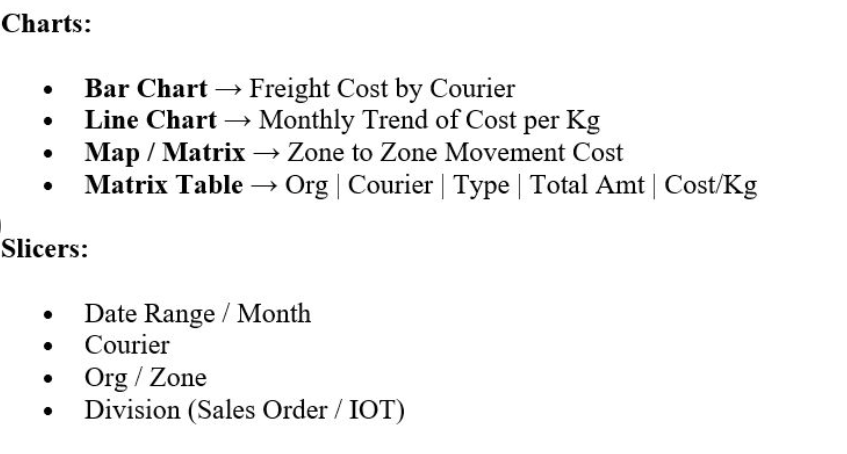 Charts:
• Bar Chart → Freight Cost by Courier
• Line Chart → Monthly Trend of Cost per Kg
• Map / Matrix → Zone to Zone Movement Cost
• Matrix Table → Org | Courier | Type | Total Amt | Cost/Kg
Slicers:
• Date Range / Month
• Courier
• Org / Zone
• Division (Sales Order / IOT)